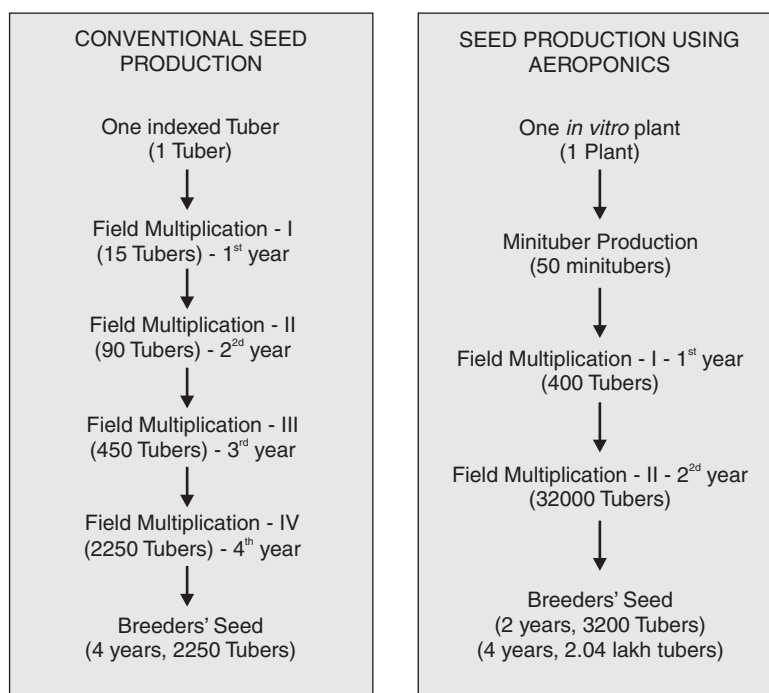 CONVENTIONAL SEED
PRODUCTION
One indexed Tuber
(1 Tuber)
Field Multiplication - I
(15 Tubers) - 1st year
Field Multiplication - II
(90 Tubers) - 22d year
Field Multiplication - III
(450 Tubers) - 3rd year
Field Multiplication - IV
(2250 Tubers) - 4th year
Breeders' Seed
(4 years, 2250 Tubers)
SEED PRODUCTION USING
AEROPONICS
One in vitro plant
(1 Plant)
Minituber Production
(50 minitubers)
Field Multiplication - I - 1st year
(400 Tubers)
Field Multiplication - II - 22d year
(32000 Tubers)
Breeders' Seed
(2 years, 3200 Tubers)
(4 years, 2.04 lakh tubers)